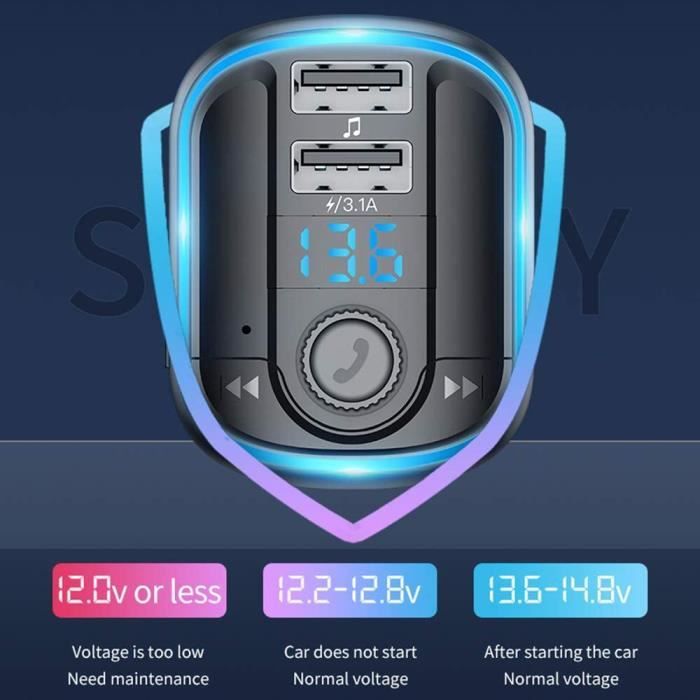 ⚡/3.1A
13.6
12.0v or less
12.2-12.8v
13.6-14.8v
Voltage is too low
Need maintenance
Car does not start
Normal voltage
After starting the car
Normal voltage